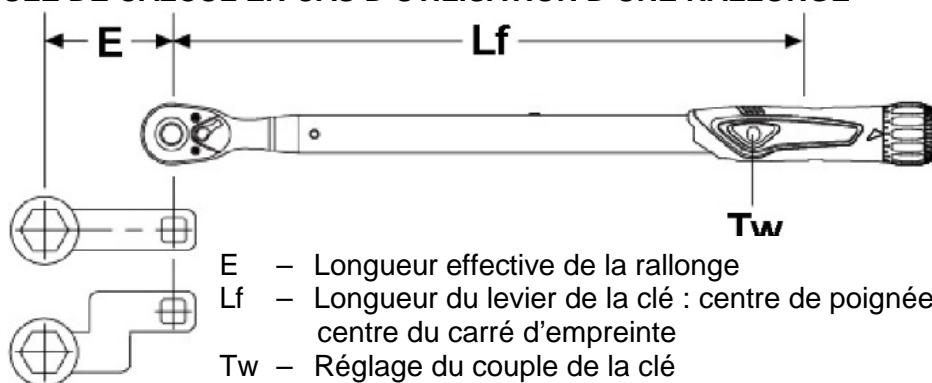 E Lf
Tw
E – Longueur effective de la rallonge
Lf – Longueur du levier de la clé : centre de poignée
centre du carré d'empreinte
Tw – Réglage du couple de la clé